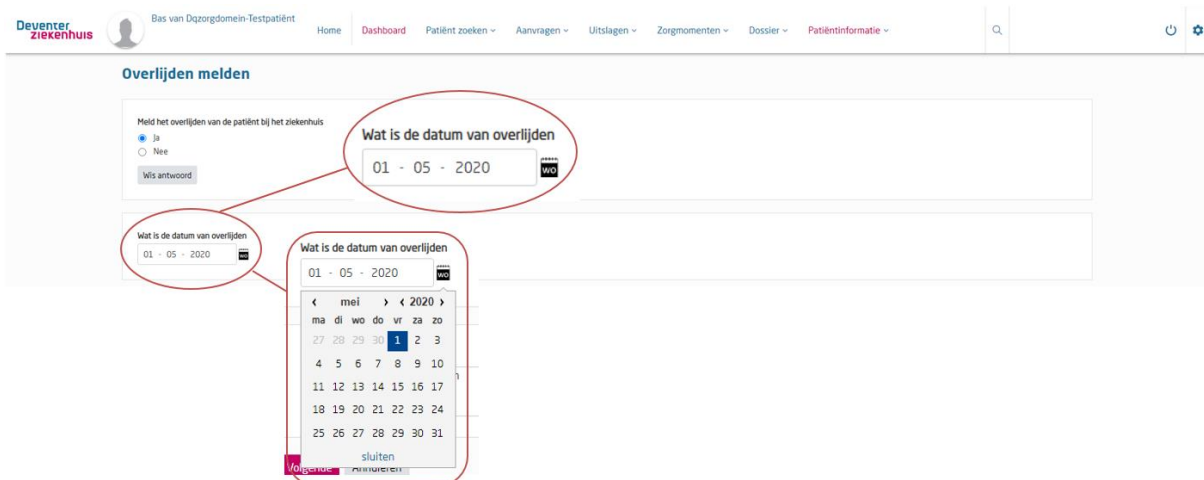 Deventer
ziekenhuis
Bas van Dqzorgdomein-Testpatiënt
Home Dashboard Patiënt zoeken Aanvragen Uitslagen Zorgmomenten Dossier Patiëntinformatie
Overlijden melden
Meld het overlijden van de patiënt bij het ziekenhuis
Ja
Nee
Wis antwoord
Wat is de datum van overlijden
01 - 05 - 2020
wo
Wat is de datum van overlijden
01 - 05 - 2020
wo
Wat is de datum van overlijden
01 - 05 - 2020
wo
‹ mei › ‹ 2020 ›
ma di wo do vr za zo
27 28 29 30 1 2 3
4 5 6 7 8 9 10
11 12 13 14 15 16 17
18 19 20 21 22 23 24
25 26 27 28 29 30 31
sluiten
Volgende Annuleren